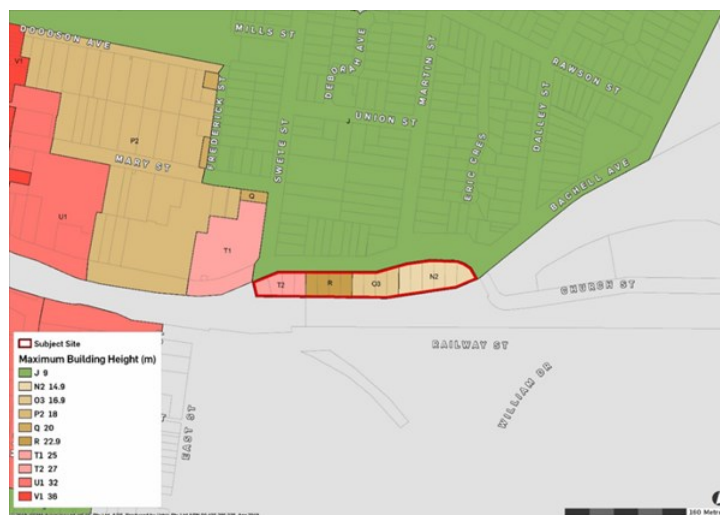 DODDSON AVE
MILLS ST
DEBORAH AVE
MARTIN ST
RAWSON ST
V1
FREDERICK ST
UNION ST
J
DALLEY ST
P2
SWETE ST
MARY ST
ERIC CRES
BACHELL AVE
Q
U1
T1
T2
R
O3
N2
CHURCH ST
RAILWAY ST
WILLIAM DR
EAST ST
Subject Site
Maximum Building Height (m)
J 9
N2 14.9
O3 16.9
P2 18
Q 20
R 22.9
T1 25
T2 27
U1 32
V1 36
160 Metres